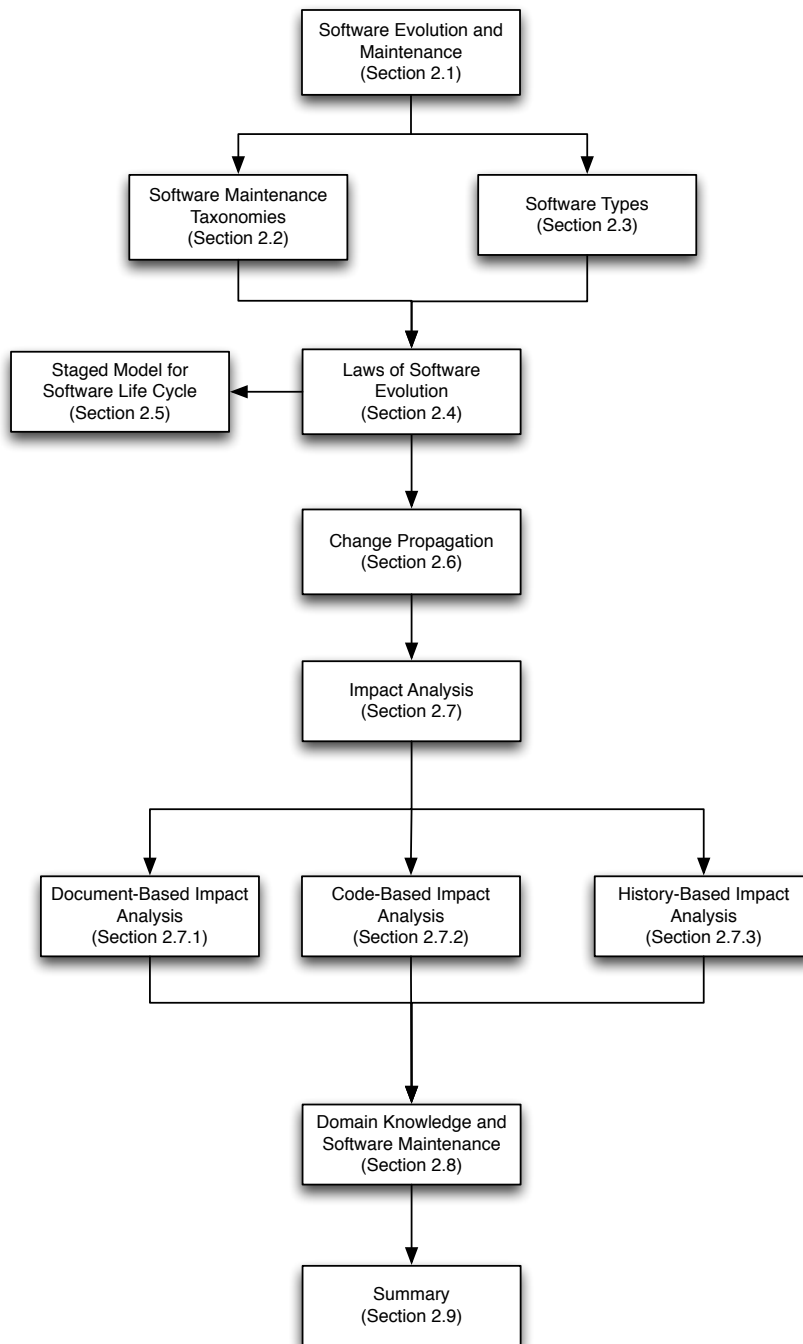 Software Evolution and
Maintenance
(Section 2.1)
Software Maintenance
Taxonomies
(Section 2.2)
Software Types
(Section 2.3)
Staged Model for
Software Life Cycle
(Section 2.5)
Laws of Software
Evolution
(Section 2.4)
Change Propagation
(Section 2.6)
Impact Analysis
(Section 2.7)
Document-Based Impact
Analysis
(Section 2.7.1)
Code-Based Impact
Analysis
(Section 2.7.2)
History-Based Impact
Analysis
(Section 2.7.3)
Domain Knowledge and
Software Maintenance
(Section 2.8)
Summary
(Section 2.9)